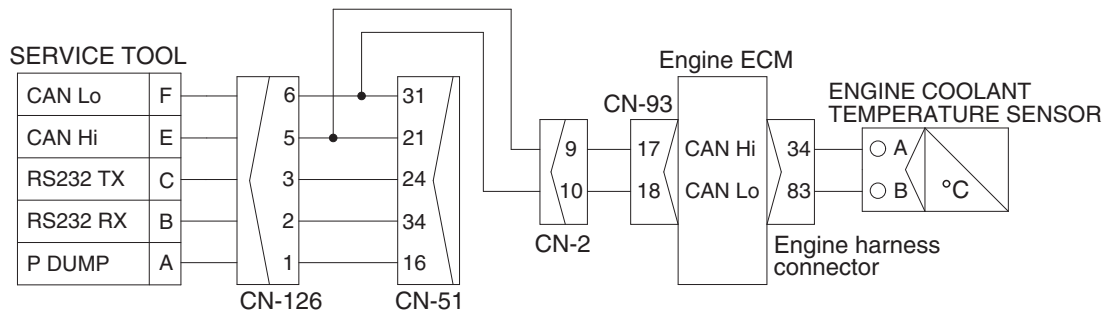 SERVICE TOOL
CAN Lo F 6 31
CAN Hi E 5 21
RS232 TX C 3 24
RS232 RX B 2 34
P DUMP A 1 16
CN-126
CN-51
9
10
CN-2
Engine ECM
CN-93
17 CAN Hi 34
18 CAN Lo 83
Engine harness
connector
ENGINE COOLANT
TEMPERATURE SENSOR
A
B
°C